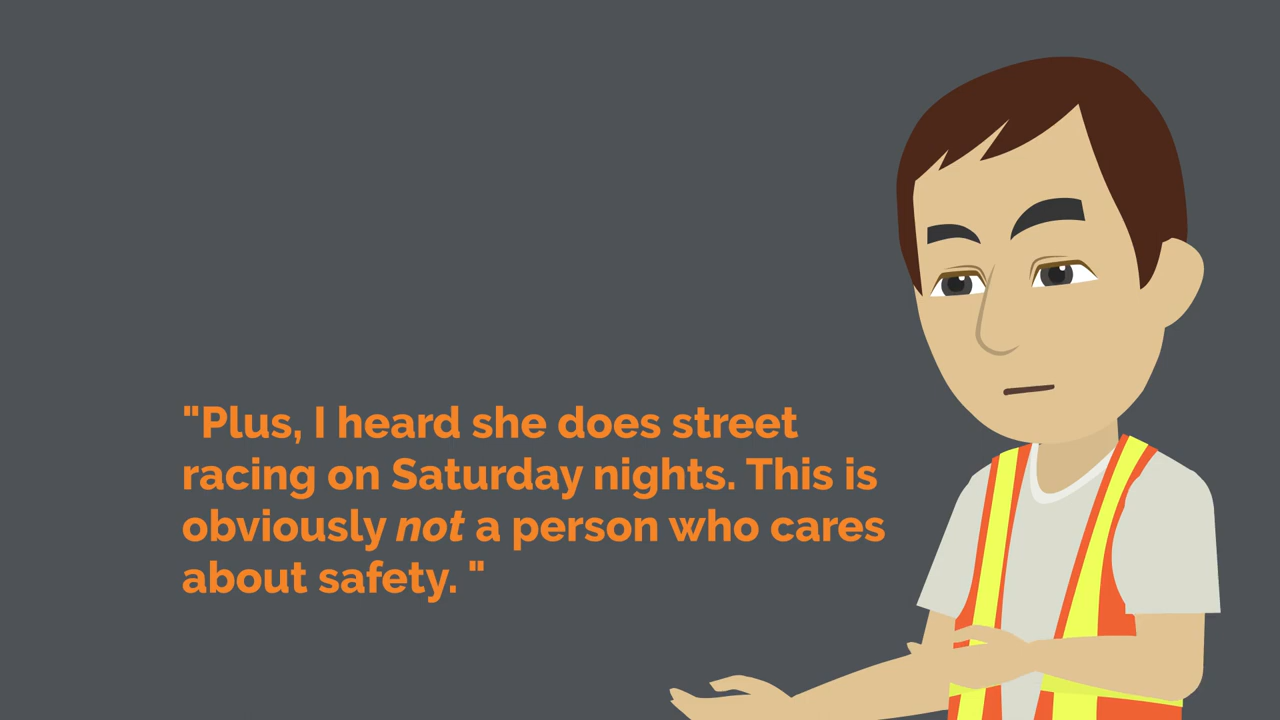 "Plus, I heard she does street
racing on Saturday nights. This is
obviously not a person who cares
about safety. "